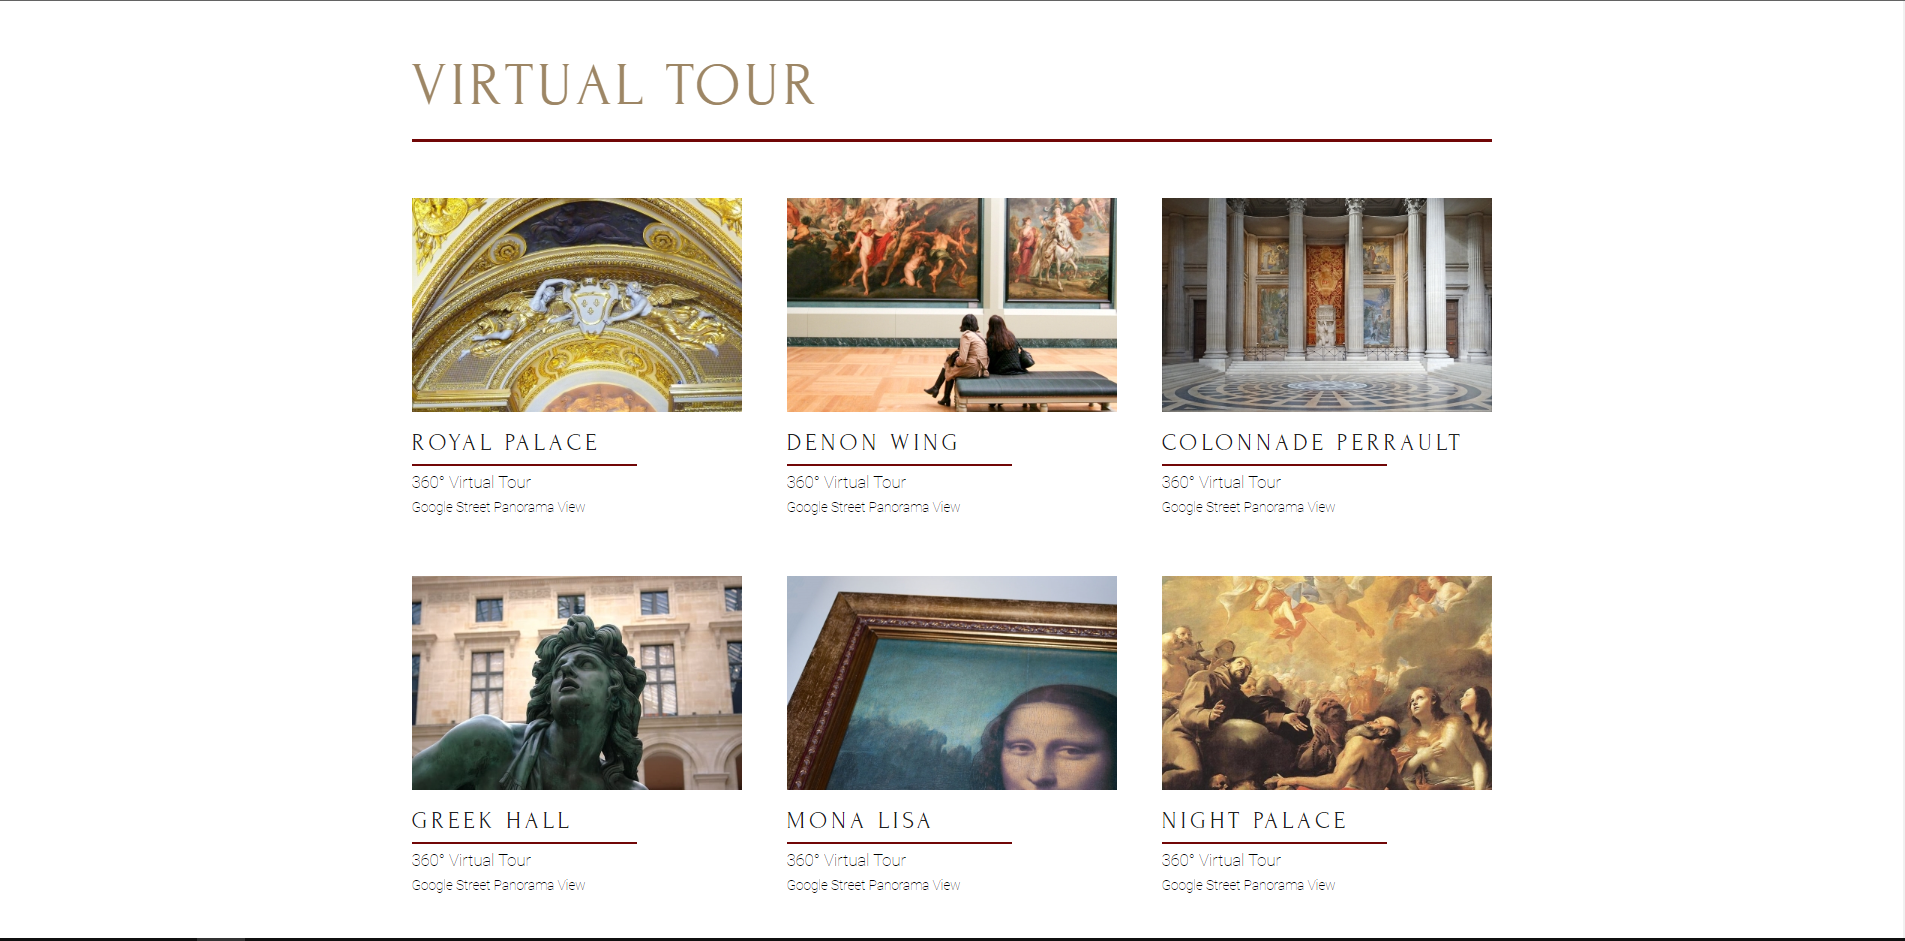 VIRTUAL TOUR
ROYAL PALACE
360° Virtual Tour
Google Street Panorama View
DENON WING
360° Virtual Tour
Google Street Panorama View
COLONNADE PERRAULT
360° Virtual Tour
Google Street Panorama View
GREEK HALL
360° Virtual Tour
Google Street Panorama View
MONA LISA
360° Virtual Tour
Google Street Panorama View
NIGHT PALACE
360° Virtual Tour
Google Street Panorama View